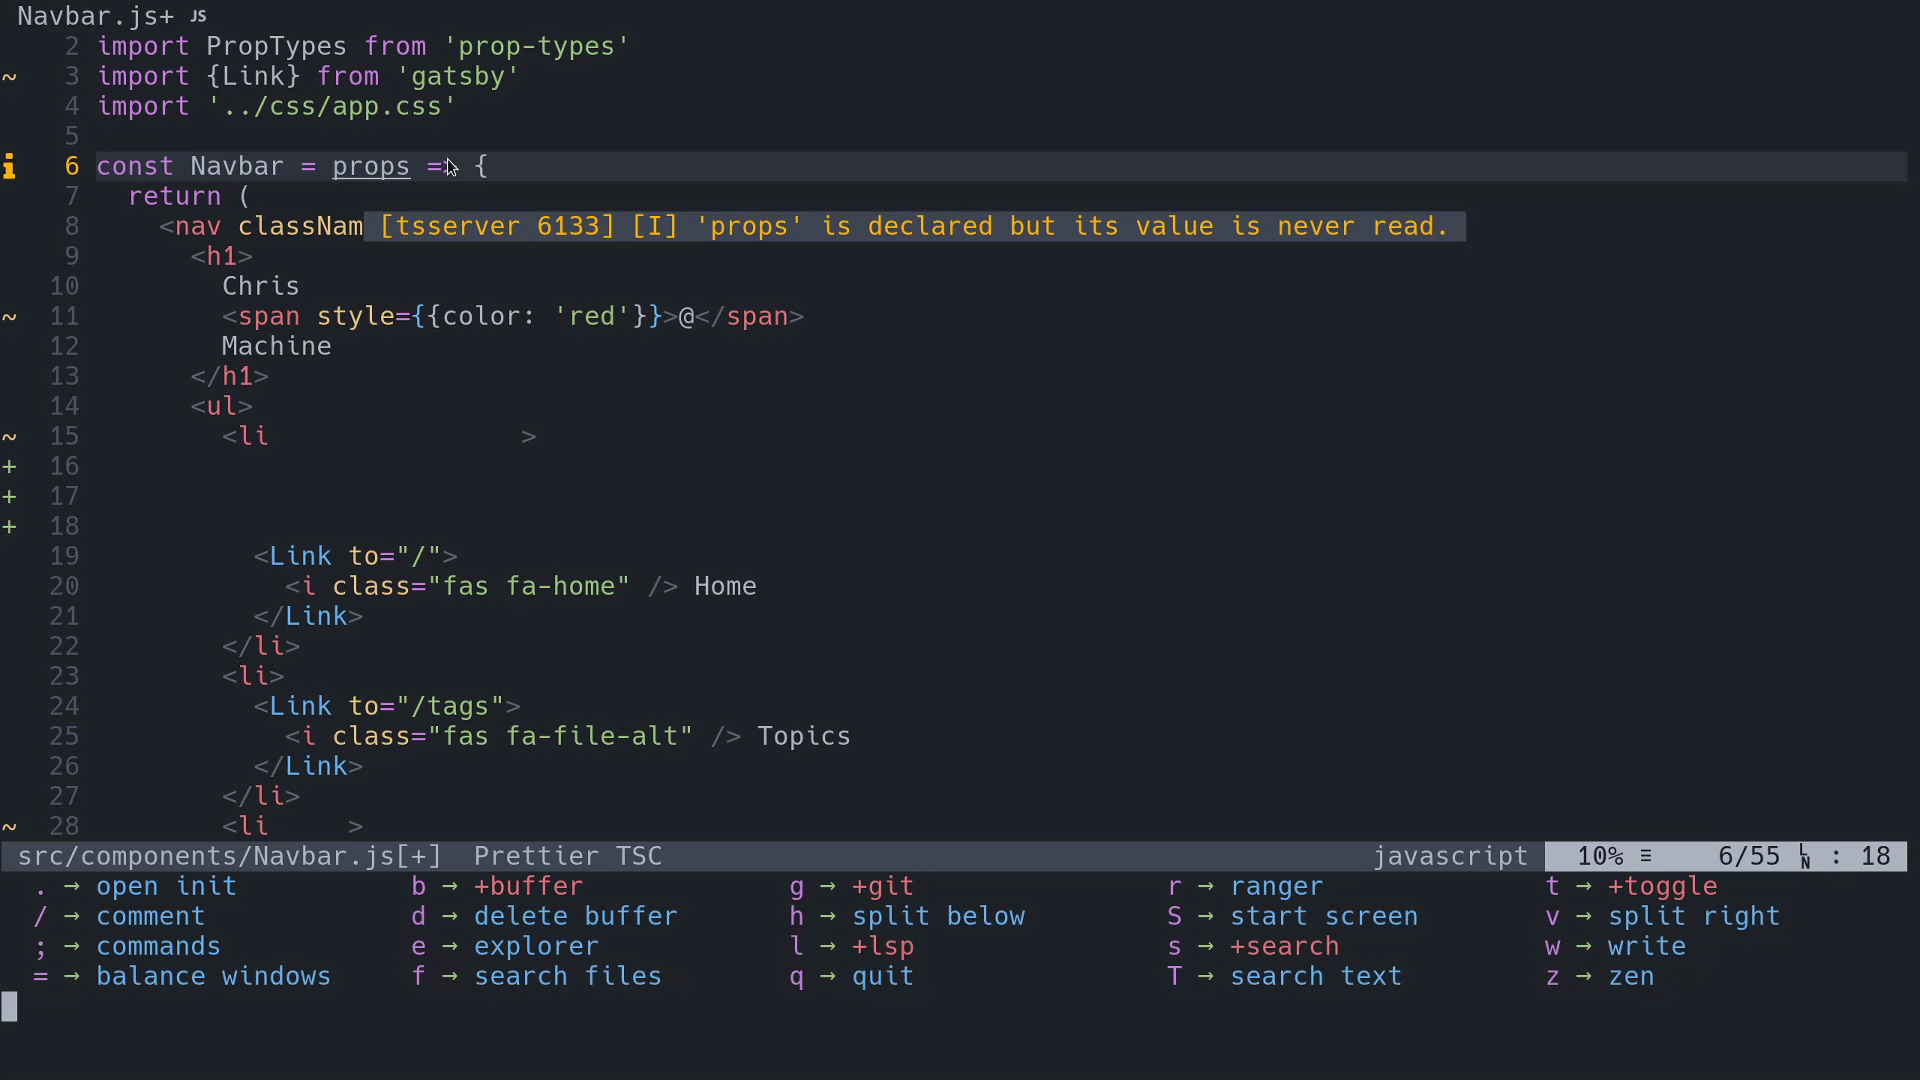 Navbar.js+ JS
2 import PropTypes from 'prop-types'
~ 3 import {Link} from 'gatsby'
4 import '../css/app.css'
5
i 6 const Navbar = props => {
7 return (
8 <nav classNam [tsserver 6133] [I] 'props' is declared but its value is never read.
9 <h1>
10 Chris
~ 11 <span style={{color: 'red'}}>@</span>
12 Machine
13 </h1>
14 <ul>
~ 15 <li >
+ 16
+ 17
+ 18
19 <Link to="/">
20 <i class="fas fa-home" /> Home
21 </Link>
22 </li>
23 <li>
24 <Link to="/tags">
25 <i class="fas fa-file-alt" /> Topics
26 </Link>
27 </li>
~ 28 <li >
src/components/Navbar.js[+] Prettier TSC javascript 10% ≡ 6/55 LN : 18
. → open init b → +buffer g → +git r → ranger t → +toggle
/ → comment d → delete buffer h → split below S → start screen v → split right
; → commands e → explorer l → +lsp s → +search w → write
= → balance windows f → search files q → quit T → search text z → zen